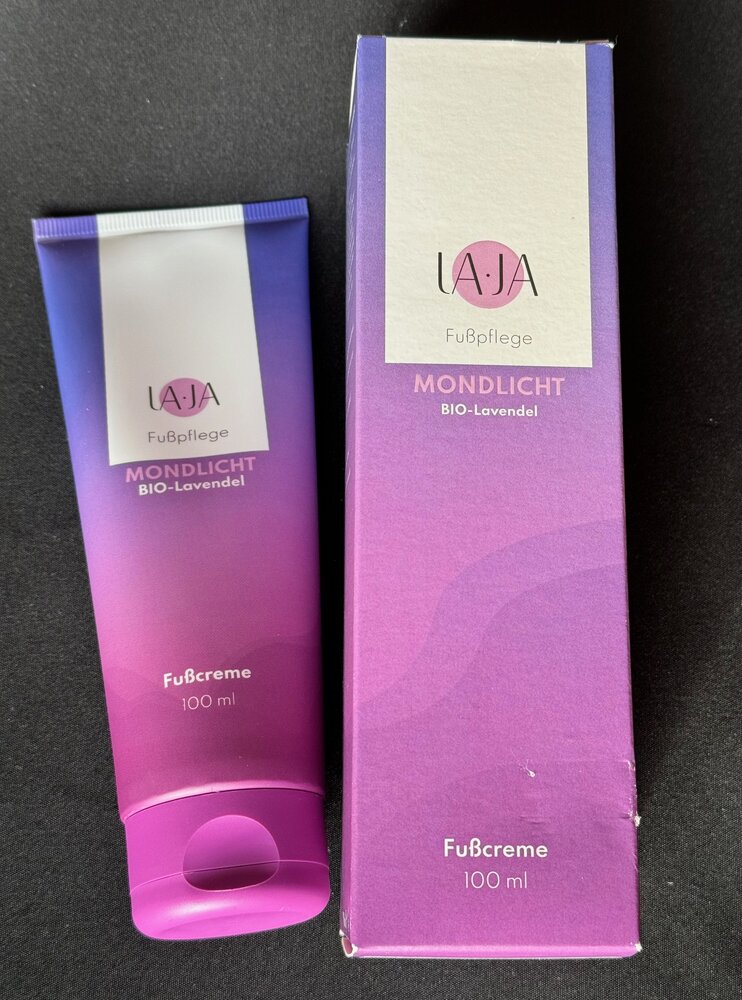 LA·JA
Fußpflege
MONDLICHT
BIO-Lavendel
Fußcreme
100 ml
LA·JA
Fußpflege
MONDLICHT
BIO-Lavendel
Fußcreme
100 ml